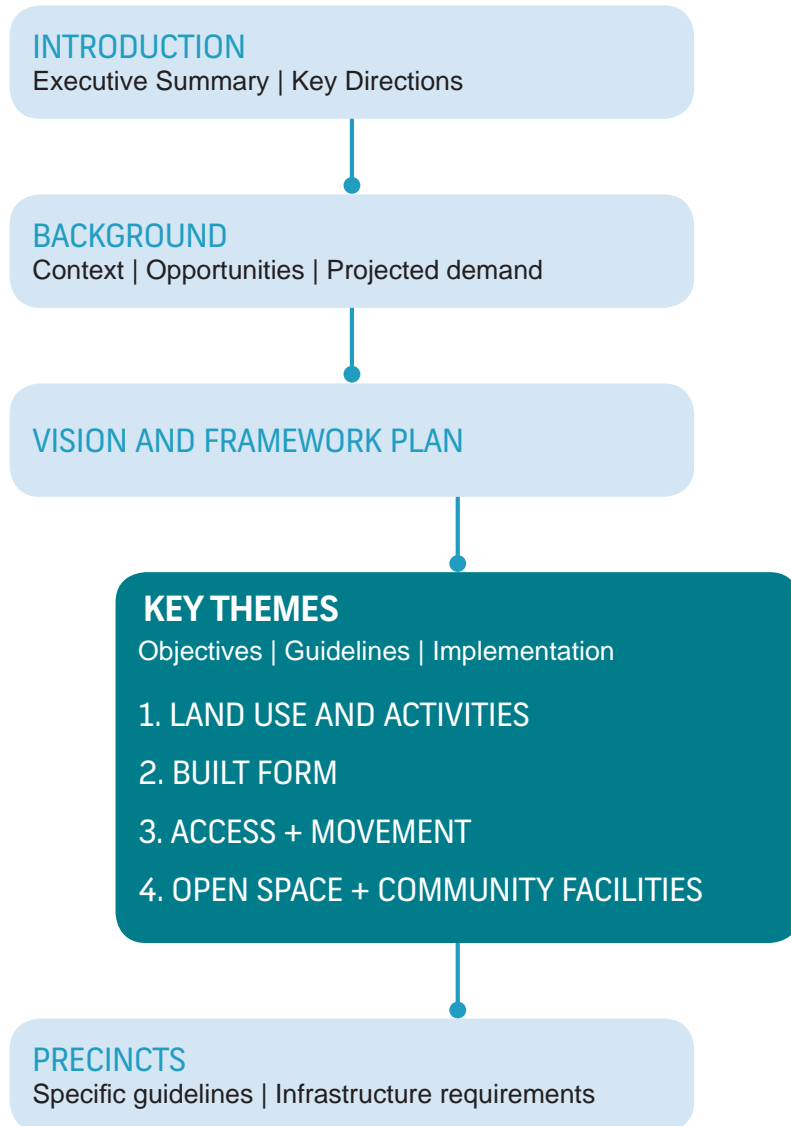 INTRODUCTION
Executive Summary | Key Directions
BACKGROUND
Context | Opportunities | Projected demand
VISION AND FRAMEWORK PLAN
KEY THEMES
Objectives | Guidelines | Implementation
1. LAND USE AND ACTIVITIES
2. BUILT FORM
3. ACCESS + MOVEMENT
4. OPEN SPACE + COMMUNITY FACILITIES
PRECINCTS
Specific guidelines | Infrastructure requirements